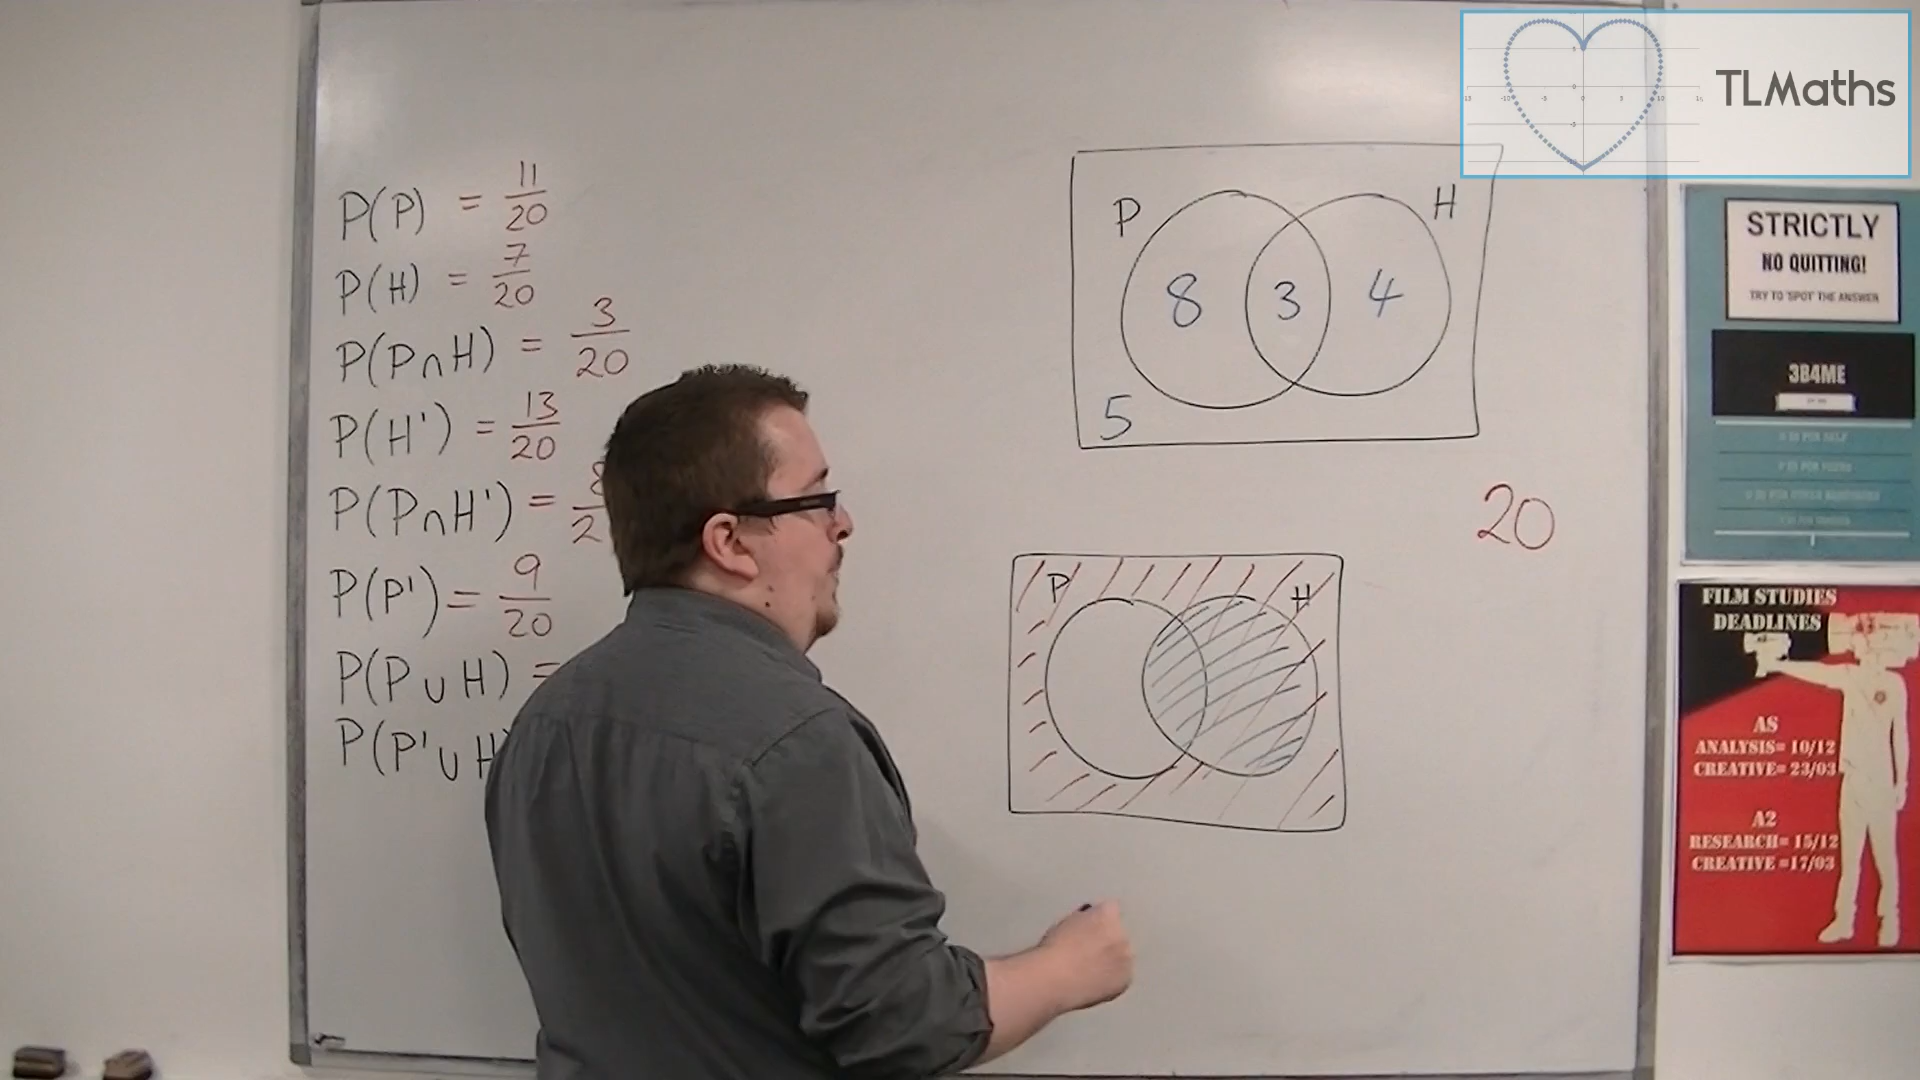 TLMaths
P(P) = 11/20
P(H) = 7/20
P(P∩H) = 3/20
P(H') = 13/20
P(P∩H') =
P(P') = 9/20
P(P∪H) =
P(P'∪H
P
H
8
3
4
5
20
P
H
STRICTLY
NO QUITTING!
TRY TO 'SPOT' THE ANSWER
3B4ME
FILM STUDIES
DEADLINES
AS
ANALYSIS= 10/12
CREATIVE= 23/03
A2
RESEARCH= 15/12
CREATIVE =17/03